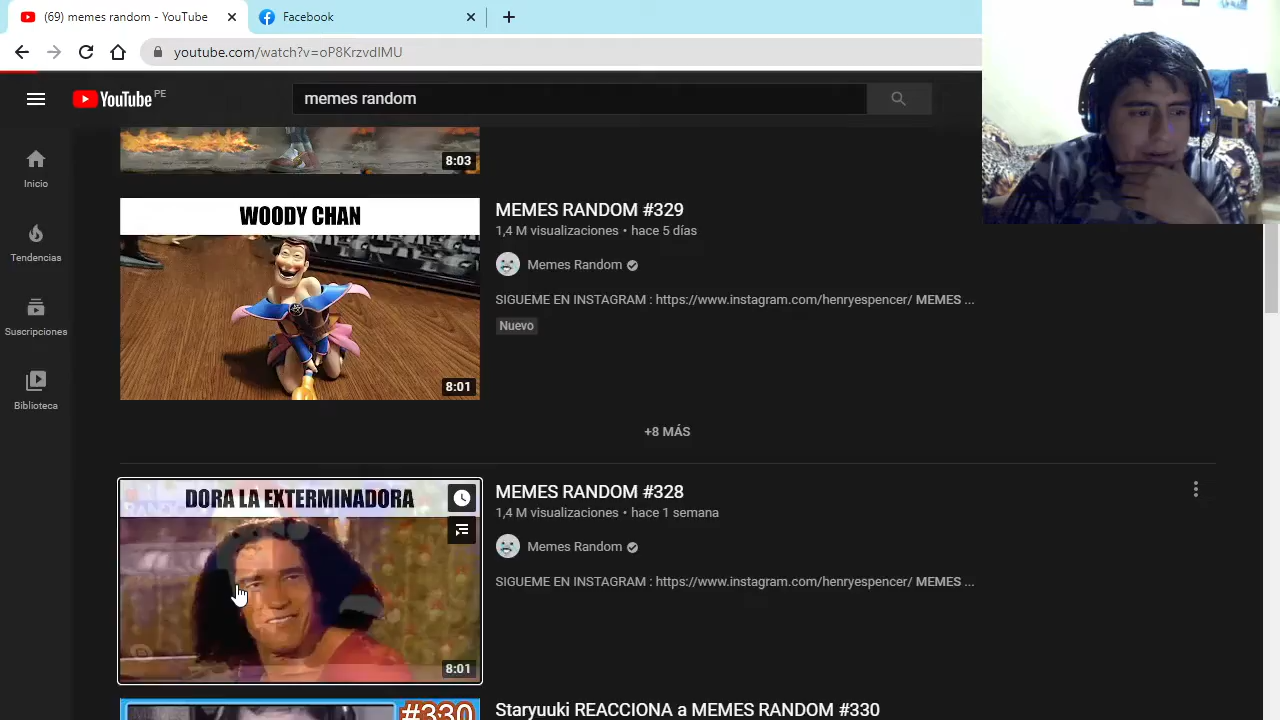 (69) memes random - YouTube
Facebook
youtube.com/watch?v=oP8KrzvdIMU
YouTube PE
memes random
Inicio
Tendencias
Suscripciones
Biblioteca
8:03
WOODY CHAN
8:01
MEMES RANDOM #329
1,4 M visualizaciones • hace 5 días
Memes Random
SIGUEME EN INSTAGRAM : https://www.instagram.com/henryespencer/ MEMES ...
Nuevo
+8 MÁS
DORA LA EXTERMINADORA
8:01
MEMES RANDOM #328
1,4 M visualizaciones • hace 1 semana
Memes Random
SIGUEME EN INSTAGRAM : https://www.instagram.com/henryespencer/ MEMES ...
#330
Staryuuki REACCIONA a MEMES RANDOM #330